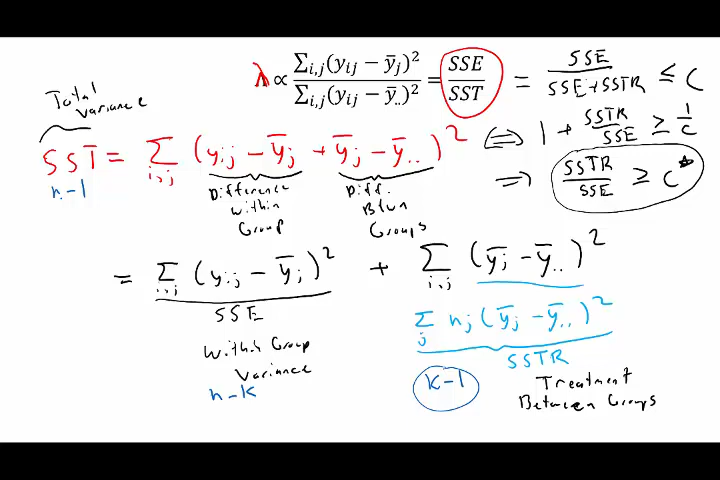 λ ∝ Σi,j(yij − ȳj)² / Σi,j(yij − ȳ..)² = SSE/SST = SSE/(SSE+SSTR) ≤ C
Total
Variance
⟺ 1 + SSTR/SSE ≥ 1/C
SST = Σi,j (yij − ȳj + ȳj − ȳ..)²
⟹ SSTR/SSE ≥ C*
n-1
Difference
within
Group
Diff.
Btwn
Groups
= Σi,j (yij − ȳj)² + Σi,j (ȳj − ȳ..)²
SSE
Σj nj (ȳj − ȳ..)²
SSTR
Within Group
Variance
n-k
k-1
Treatment
Between Groups